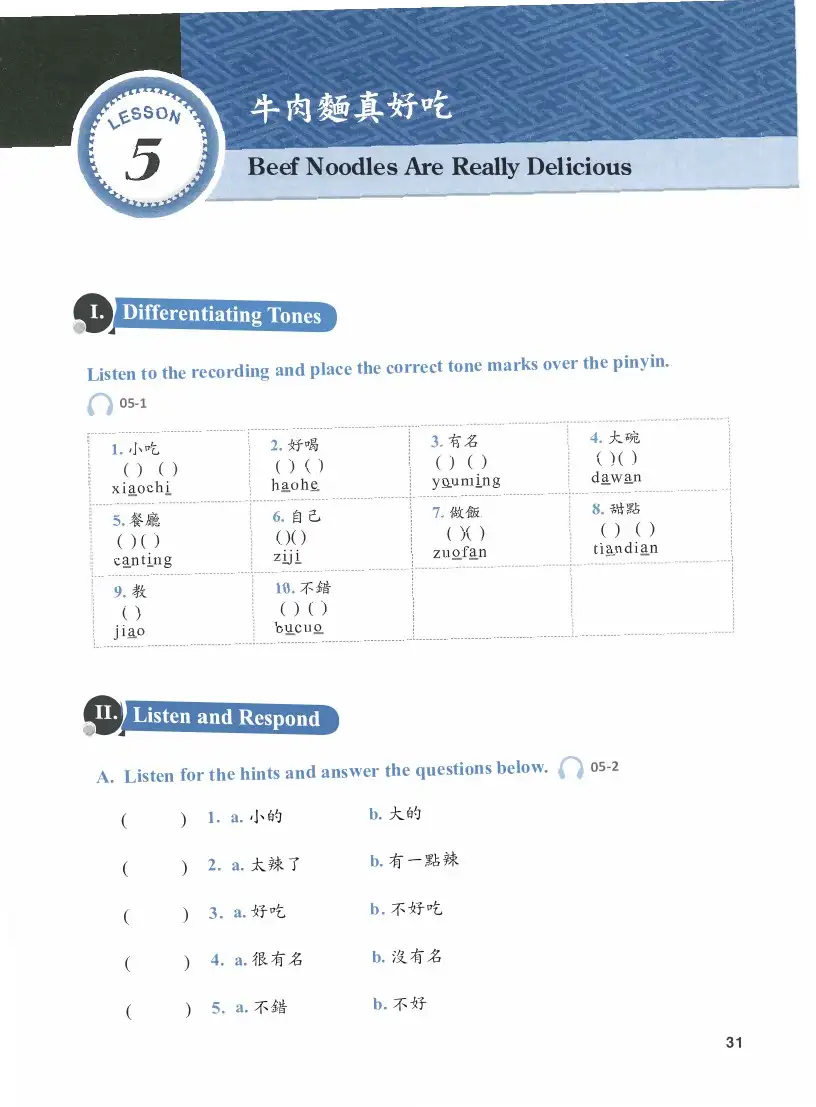 LESSON
5
牛肉麵真好吃
Beef Noodles Are Really Delicious
I. Differentiating Tones
Listen to the recording and place the correct tone marks over the pinyin.
05-1
1. 小吃
( ) ( )
xiaochi
2. 好喝
( ) ( )
haohe
3. 有名
( ) ( )
youming
4. 大碗
( )( )
dawan
5. 餐廳
( )( )
canting
6. 自己
()()
ziji
7. 做飯
( )( )
zuofan
8. 甜點
( ) ( )
tiandian
9. 教
( )
jiao
10. 不錯
( ) ( )
bucuo
II. Listen and Respond
A. Listen for the hints and answer the questions below. 05-2
( ) 1. a. 小的 b. 大的
( ) 2. a. 太辣了 b. 有一點辣
( ) 3. a. 好吃 b. 不好吃
( ) 4. a. 很有名 b. 沒有名
( ) 5. a. 不錯 b. 不好
31